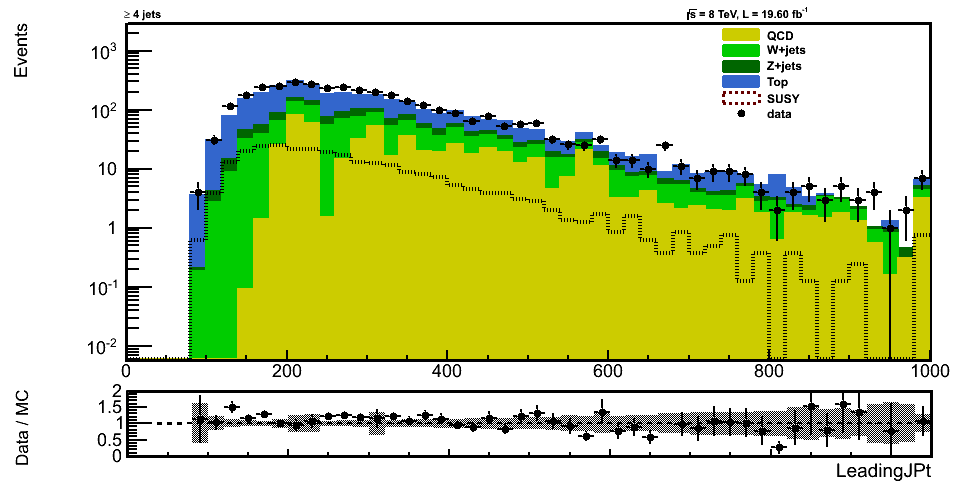 ≥ 4 jets
√s = 8 TeV, L = 19.60 fb⁻¹
Events
10³
10²
10
1
10⁻¹
10⁻²
QCD
W+jets
Z+jets
Top
SUSY
data
0 200 400 600 800 1000
Data / MC
2
1.5
1
0.5
0
LeadingJPt